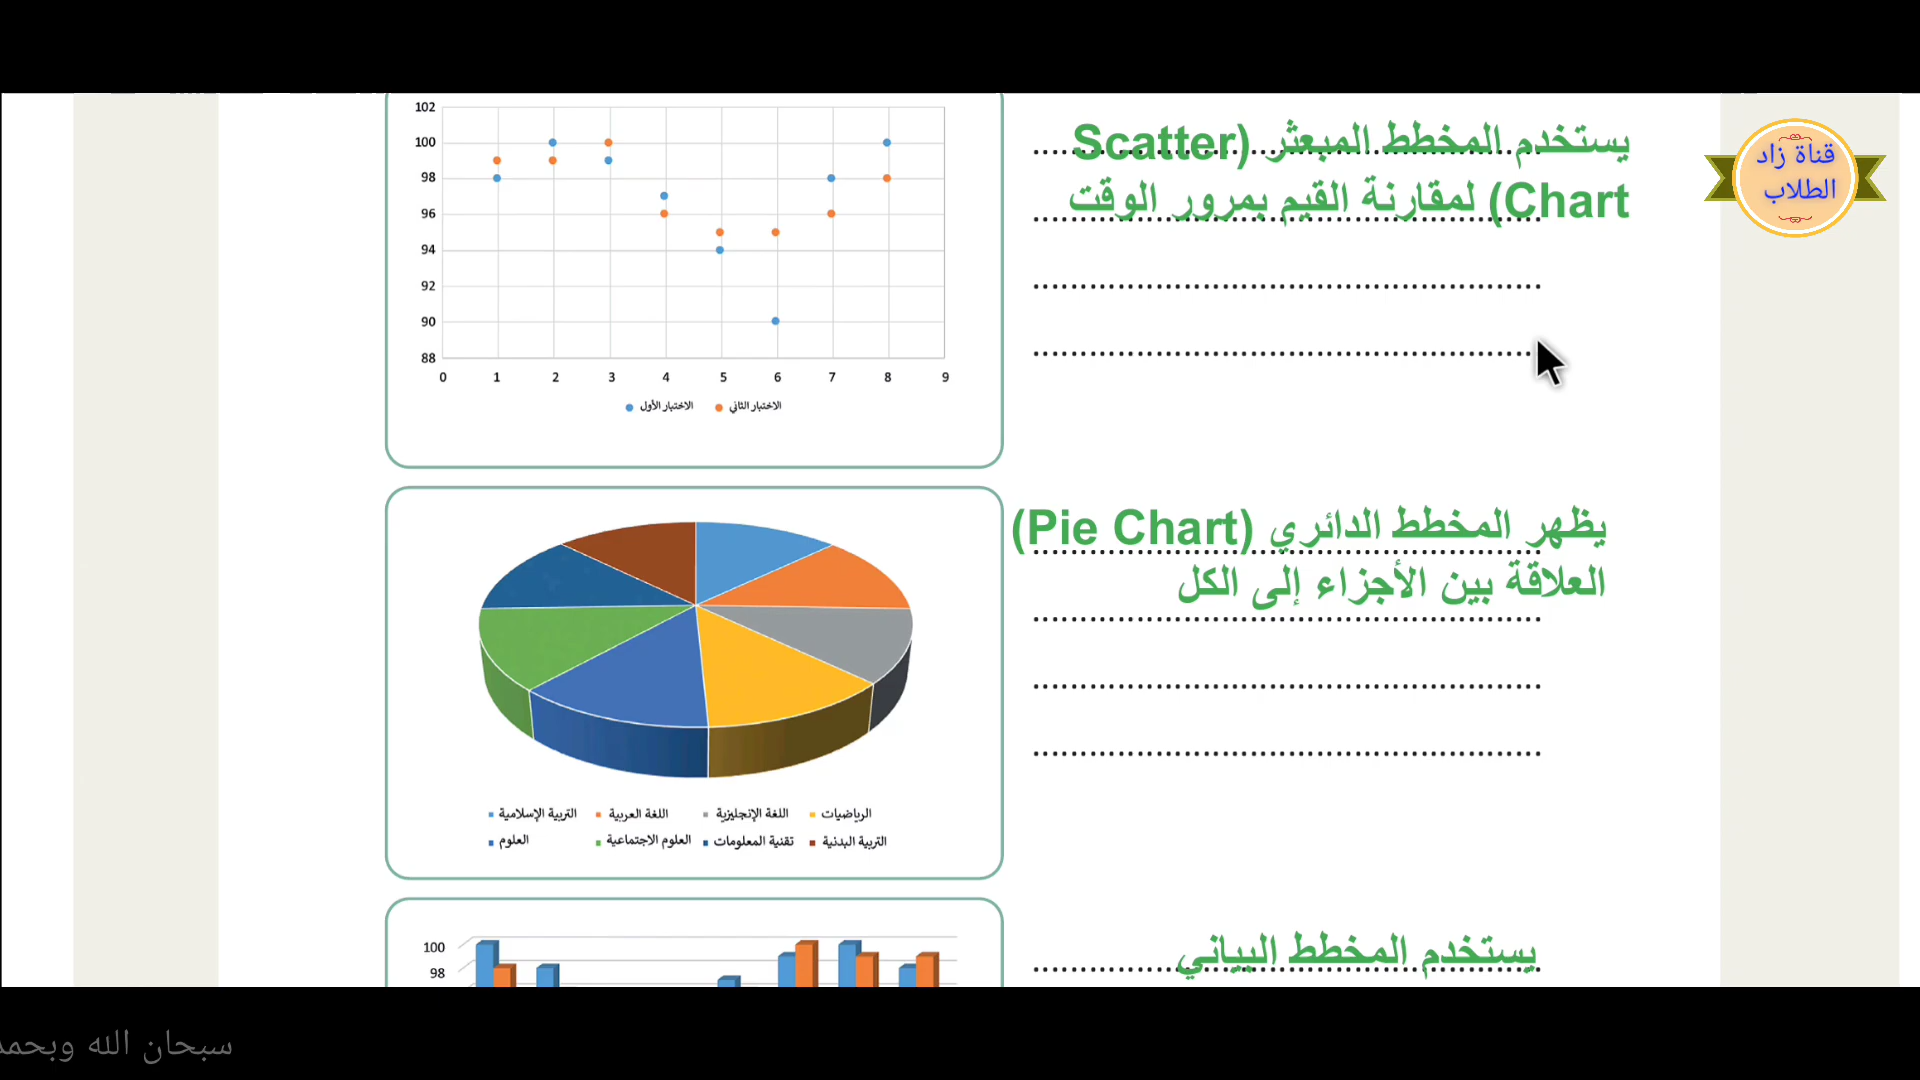 يستخدم المخطط المبعثر (Scatter
Chart) لمقارنة القيم بمرور الوقت
قناة زاد
الطلاب
102
100
98
96
94
92
90
88
0 1 2 3 4 5 6 7 8 9
الاختبار الأول الاختبار الثاني
يظهر المخطط الدائري (Pie Chart)
العلاقة بين الأجزاء إلى الكل
التربية الإسلامية اللغة العربية اللغة الإنجليزية الرياضيات
العلوم العلوم الاجتماعية تقنية المعلومات التربية البدنية
يستخدم المخطط البياني
100
98
سبحان الله وبحمد